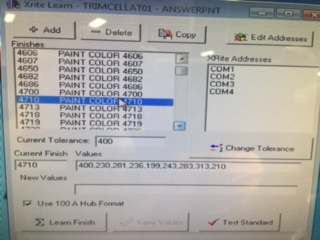 Xrite Learn - TRIMCELLAT01 - ANSWERPNT
Add
Delete
Copy
Edit Addresses
Finishes
4606 PAINT COLOR 4606
4607 PAINT COLOR 4607
4650 PAINT COLOR 4650
4682 PAINT COLOR 4682
4686 PAINT COLOR 4686
4700 PAINT COLOR 4700
4710 PAINT COLOR 4710
4713 PAINT COLOR 4713
4718 PAINT COLOR 4718
4719 PAINT COLOR 4719
XRite Addresses
COM1
COM2
COM3
COM4
Current Tolerance: 400
Change Tolerance
Current Finish Values
4710 400,230,281,236,199,243,283,313,210
New Values
Use 100 A Hub Format
Learn Finish
Save Values
Test Standard